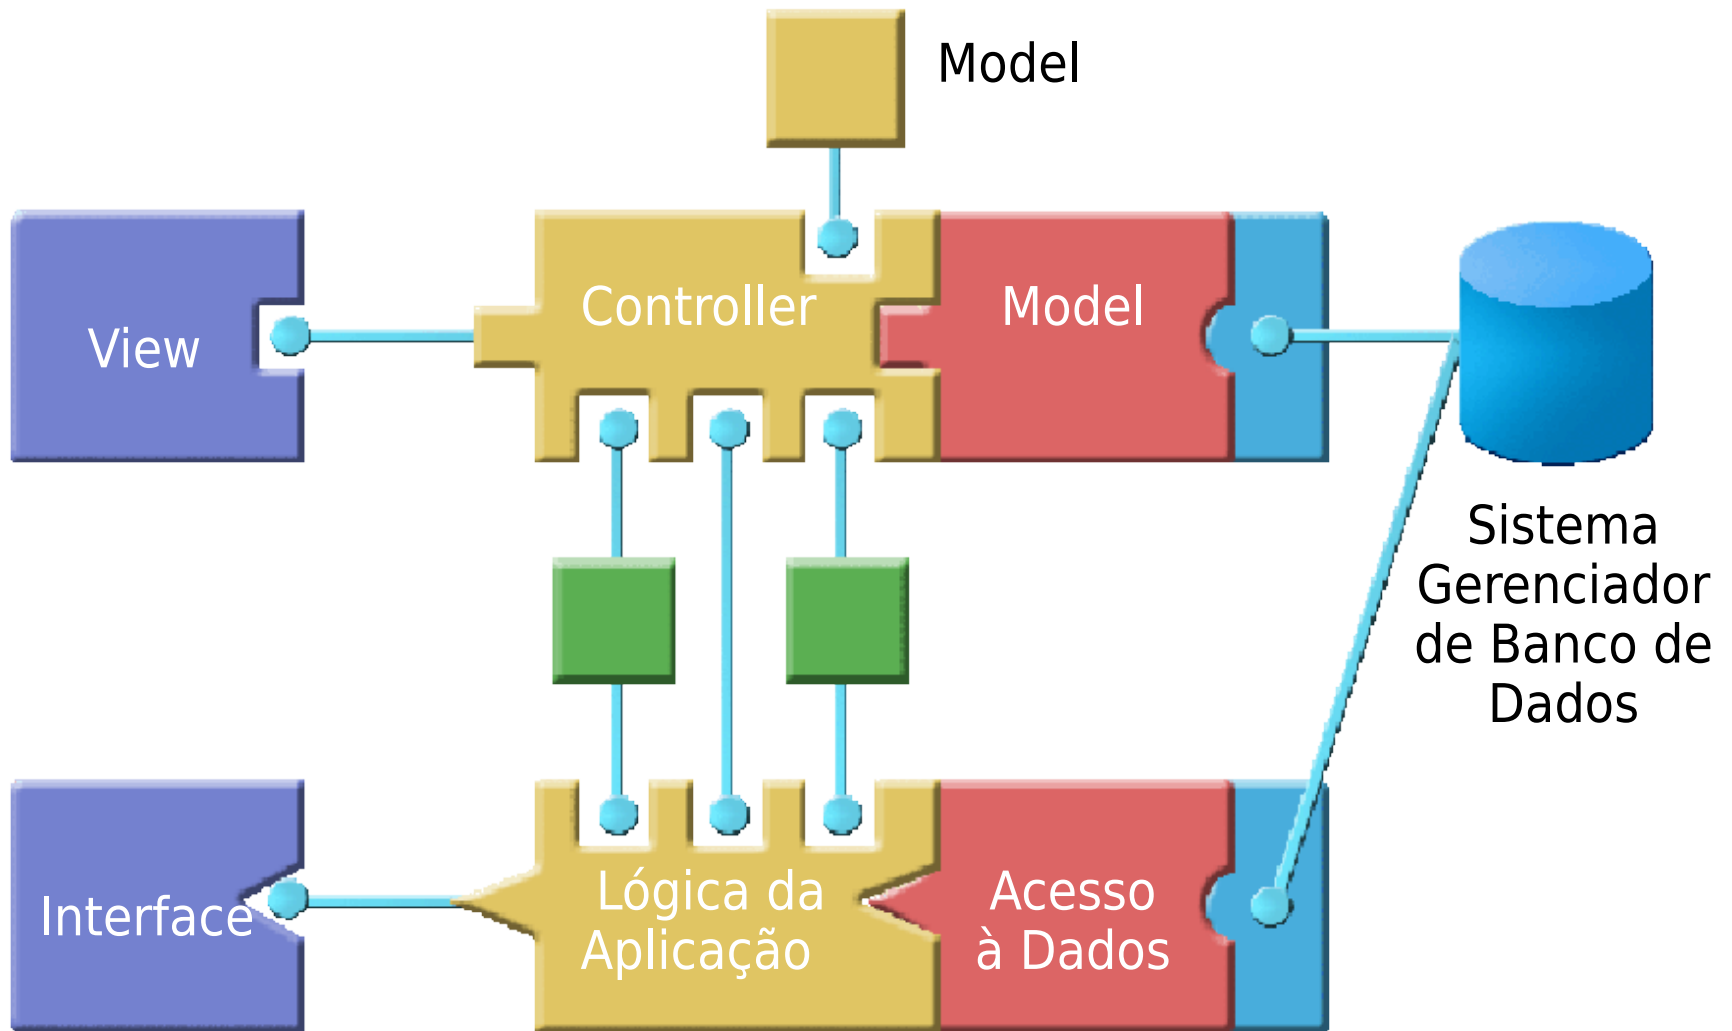 Model
View
Controller
Model
Sistema
Gerenciador
de Banco de
Dados
Interface
Lógica da
Aplicação
Acesso
à Dados